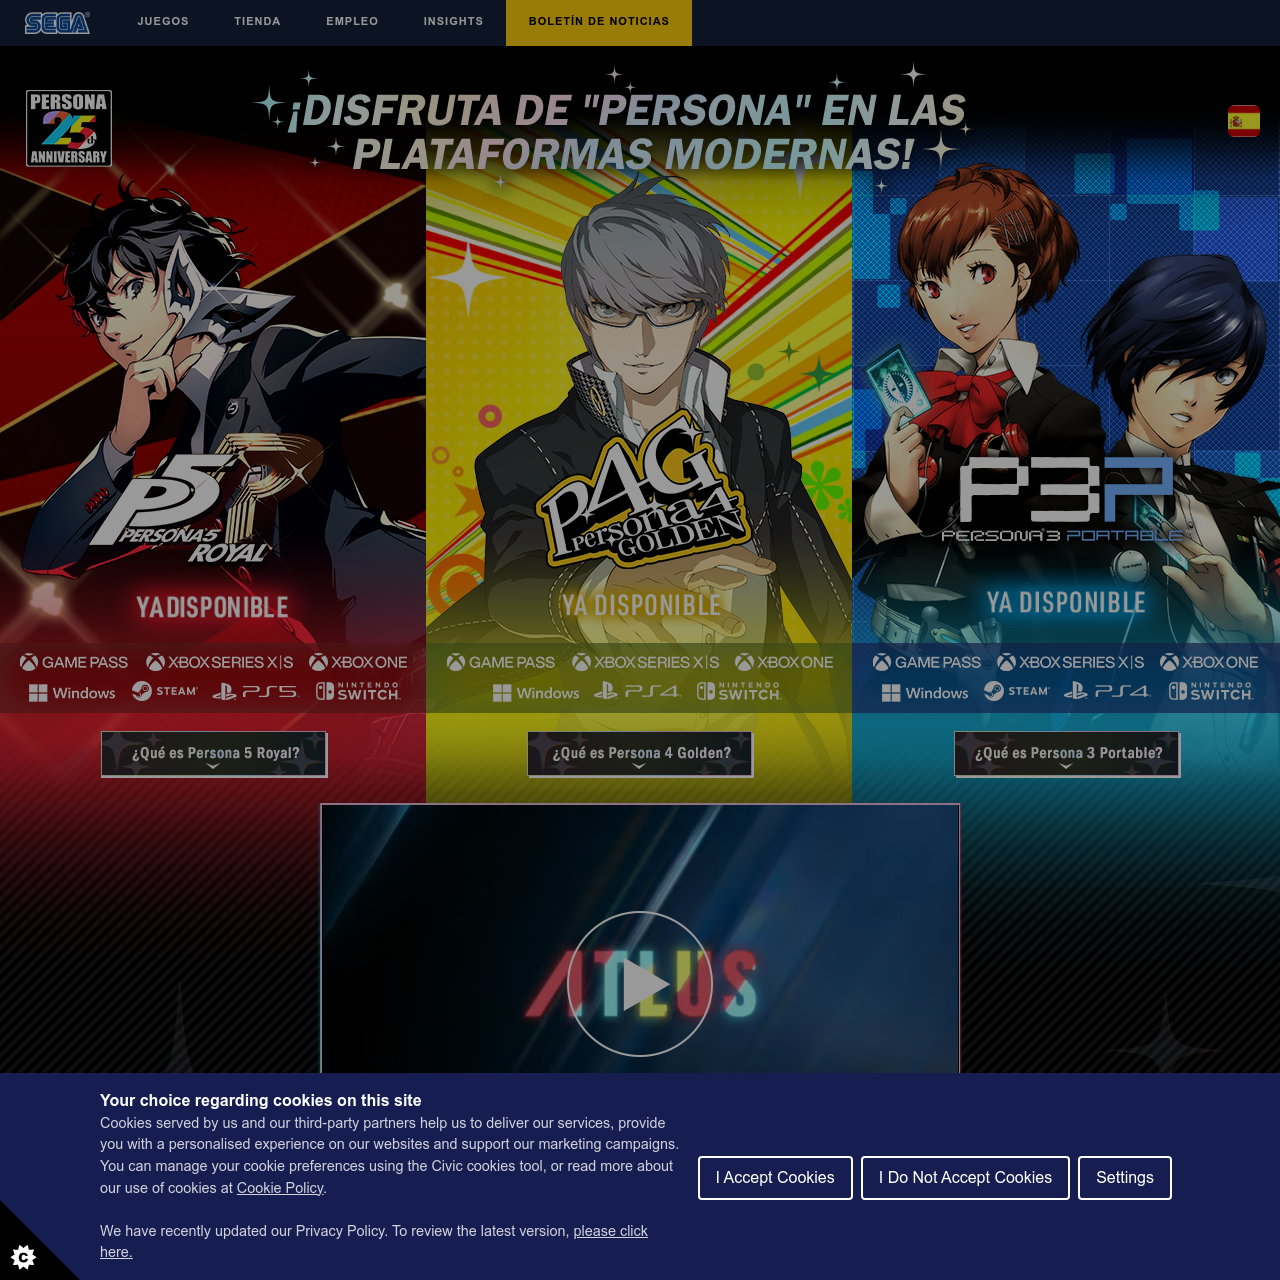 SEGA
JUEGOS
TIENDA
EMPLEO
INSIGHTS
BOLETÍN DE NOTICIAS
PERSONA
25th
ANNIVERSARY
¡DISFRUTA DE "PERSONA" EN LAS
PLATAFORMAS MODERNAS!
XXII
P5R
PERSONA5
ROYAL
YA DISPONIBLE
GAME PASS
XBOX SERIES X|S
XBOX ONE
Windows
STEAM
PS5
NINTENDO
SWITCH
¿Qué es Persona 5 Royal?
P4G
Persona4
GOLDEN
YA DISPONIBLE
GAME PASS
XBOX SERIES X|S
XBOX ONE
Windows
PS4
NINTENDO
SWITCH
¿Qué es Persona 4 Golden?
P3P
PERSONA3 PORTABLE
YA DISPONIBLE
GAME PASS
XBOX SERIES X|S
XBOX ONE
Windows
STEAM
PS4
NINTENDO
SWITCH
¿Qué es Persona 3 Portable?
ATLUS
Your choice regarding cookies on this site
Cookies served by us and our third-party partners help us to deliver our services, provide
you with a personalised experience on our websites and support our marketing campaigns.
You can manage your cookie preferences using the Civic cookies tool, or read more about
our use of cookies at Cookie Policy.
We have recently updated our Privacy Policy. To review the latest version, please click
here.
I Accept Cookies
I Do Not Accept Cookies
Settings
C